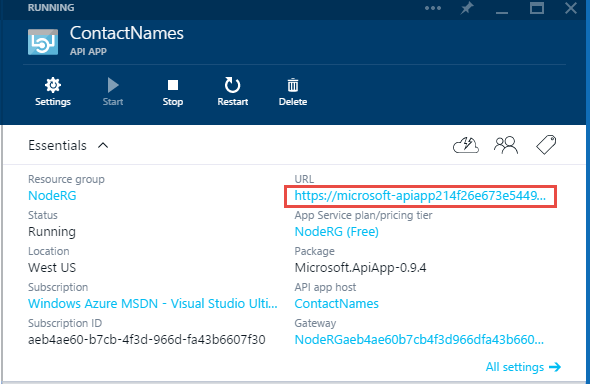 RUNNING
ContactNames
API APP
Settings
Start
Stop
Restart
Delete
Essentials
Resource group
NodeRG
URL
https://microsoft-apiapp214f26e673e5449...
Status
Running
App Service plan/pricing tier
NodeRG (Free)
Location
West US
Package
Microsoft.ApiApp-0.9.4
Subscription
Windows Azure MSDN - Visual Studio Ulti...
API app host
ContactNames
Subscription ID
aeb4ae60-b7cb-4f3d-966d-fa43b6607f30
Gateway
NodeRGaeb4ae60b7cb4f3d966dfa43b660...
All settings